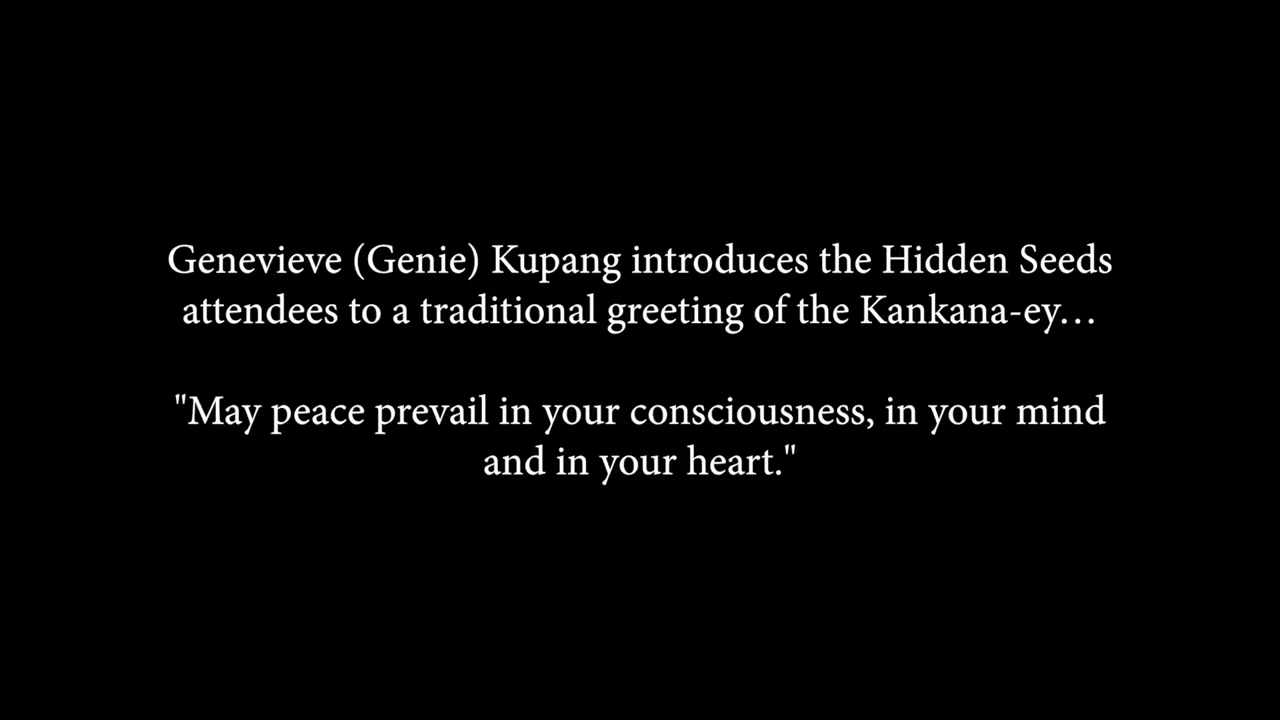 Genevieve (Genie) Kupang introduces the Hidden Seeds
attendees to a traditional greeting of the Kankana-ey…
"May peace prevail in your consciousness, in your mind
and in your heart."